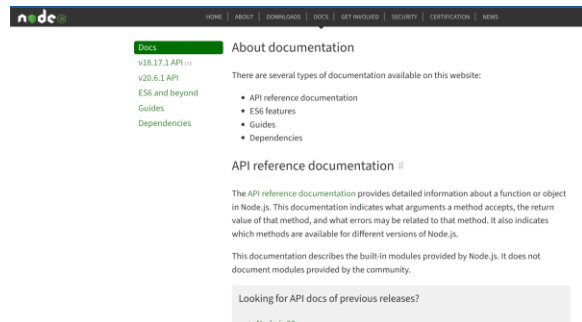 node
HOME | ABOUT | DOWNLOADS | DOCS | GET INVOLVED | SECURITY | CERTIFICATION | NEWS
Docs
v18.17.1 API LTS
v20.6.1 API
ES6 and beyond
Guides
Dependencies
About documentation
There are several types of documentation available on this website:
• API reference documentation
• ES6 features
• Guides
• Dependencies
API reference documentation #
The API reference documentation provides detailed information about a function or object
in Node.js. This documentation indicates what arguments a method accepts, the return
value of that method, and what errors may be related to that method. It also indicates
which methods are available for different versions of Node.js.
This documentation describes the built-in modules provided by Node.js. It does not
document modules provided by the community.
Looking for API docs of previous releases?